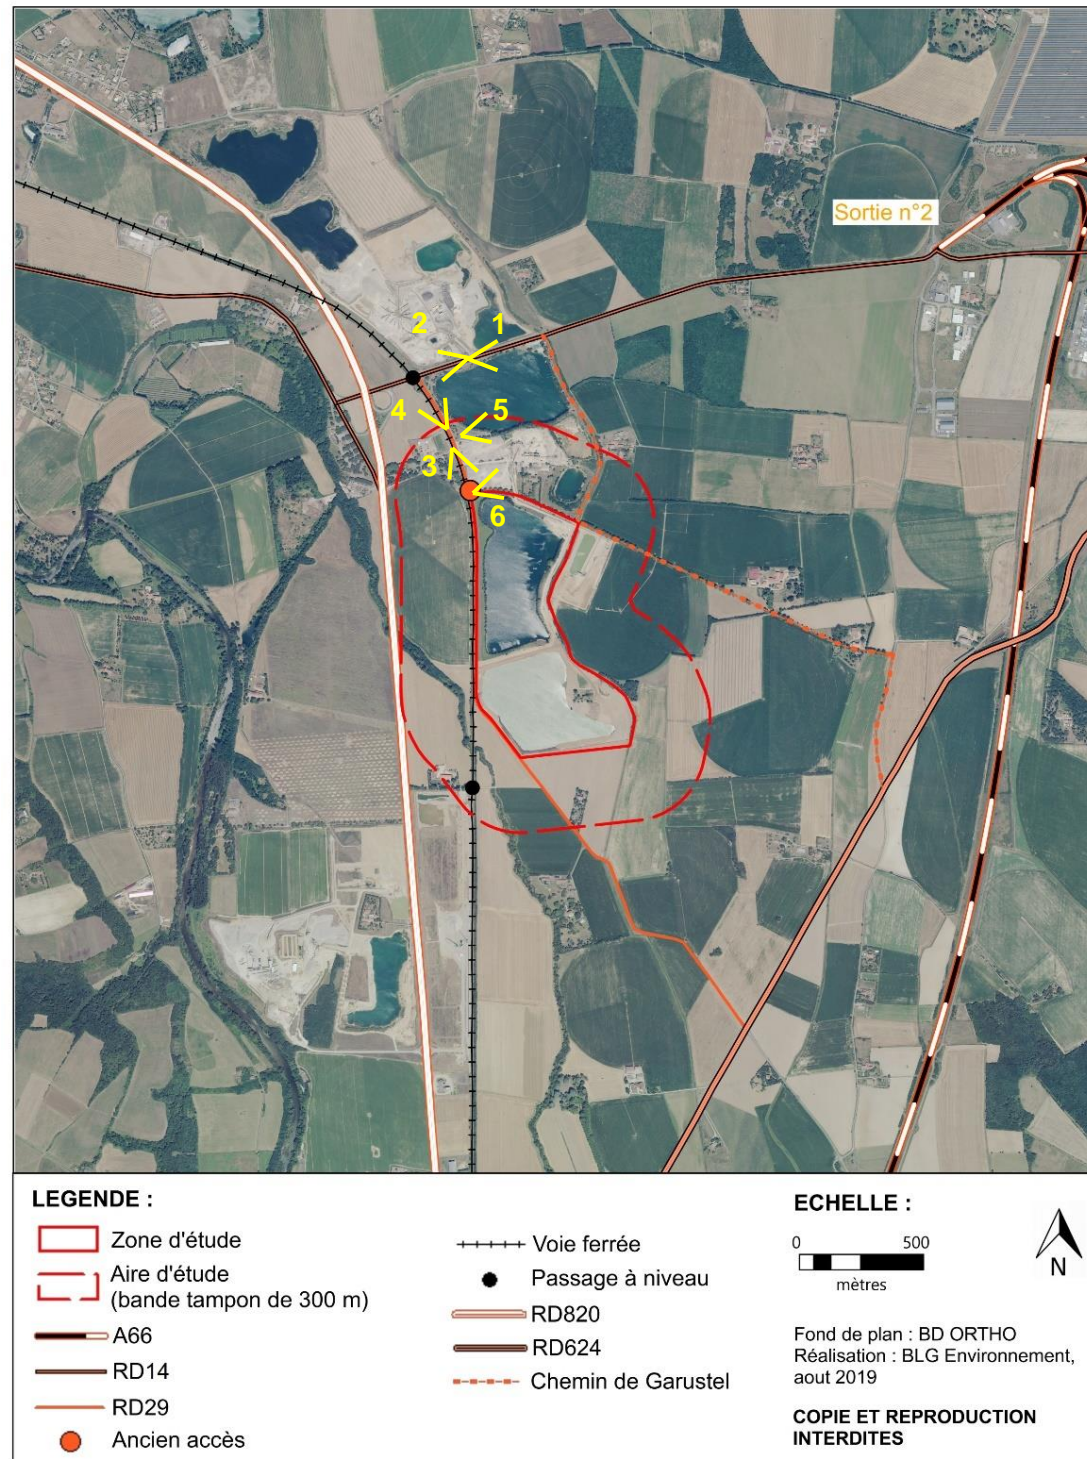 Sortie n°2
2
1
4
5
3
6
LEGENDE :
Zone d'étude
Aire d'étude
(bande tampon de 300 m)
A66
RD14
RD29
Ancien accès
Voie ferrée
Passage à niveau
RD820
RD624
Chemin de Garustel
ECHELLE :
0 500
mètres
N
Fond de plan : BD ORTHO
Réalisation : BLG Environnement,
aout 2019
COPIE ET REPRODUCTION
INTERDITES